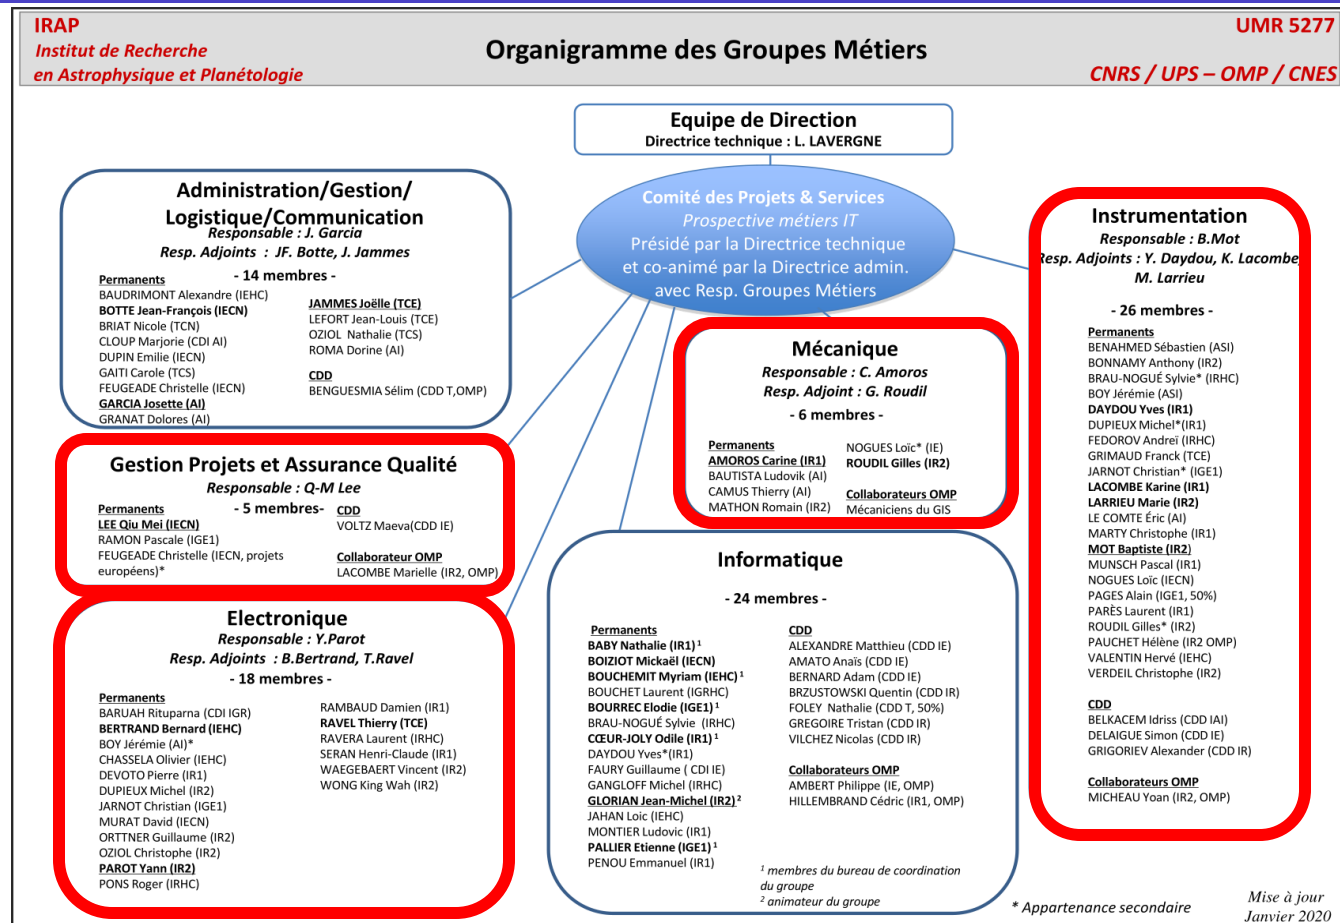 IRAP
Institut de Recherche
en Astrophysique et Planétologie
Organigramme des Groupes Métiers
UMR 5277
CNRS / UPS – OMP / CNES
Equipe de Direction
Directrice technique : L. LAVERGNE
Comité des Projets & Services
Prospective métiers IT
Présidé par la Directrice technique
et co-animé par la Directrice admin.
avec Resp. Groupes Métiers
Administration/Gestion/
Logistique/Communication
Responsable : J. Garcia
Resp. Adjoints : JF. Botte, J. Jammes
- 14 membres -
Permanents
BAUDRIMONT Alexandre (IEHC)
BOTTE Jean-François (IECN)
BRIAT Nicole (TCN)
CLOUP Marjorie (CDI AI)
DUPIN Emilie (IECN)
GAITI Carole (TCS)
FEUGEADE Christelle (IECN)
GARCIA Josette (AI)
GRANAT Dolores (AI)
JAMMES Joëlle (TCE)
LEFORT Jean-Louis (TCE)
OZIOL Nathalie (TCS)
ROMA Dorine (AI)
CDD
BENGUESMIA Sélim (CDD T,OMP)
Gestion Projets et Assurance Qualité
Responsable : Q-M Lee
- 5 membres-
Permanents
LEE Qiu Mei (IECN)
RAMON Pascale (IGE1)
FEUGEADE Christelle (IECN, projets
européens)*
CDD
VOLTZ Maeva(CDD IE)
Collaborateur OMP
LACOMBE Marielle (IR2, OMP)
Electronique
Responsable : Y.Parot
Resp. Adjoints : B.Bertrand, T.Ravel
- 18 membres -
Permanents
BARUAH Rituparna (CDI IGR)
BERTRAND Bernard (IEHC)
BOY Jérémie (AI)*
CHASSELA Olivier (IEHC)
DEVOTO Pierre (IR1)
DUPIEUX Michel (IR2)
JARNOT Christian (IGE1)
MURAT David (IECN)
ORTTNER Guillaume (IR2)
OZIOL Christophe (IR2)
PAROT Yann (IR2)
PONS Roger (IRHC)
RAMBAUD Damien (IR1)
RAVEL Thierry (TCE)
RAVERA Laurent (IRHC)
SERAN Henri-Claude (IR1)
WAEGEBAERT Vincent (IR2)
WONG King Wah (IR2)
Mécanique
Responsable : C. Amoros
Resp. Adjoint : G. Roudil
- 6 membres -
Permanents
AMOROS Carine (IR1)
BAUTISTA Ludovik (AI)
CAMUS Thierry (AI)
MATHON Romain (IR2)
NOGUES Loïc* (IE)
ROUDIL Gilles (IR2)
Collaborateurs OMP
Mécaniciens du GIS
Informatique
- 24 membres -
Permanents
BABY Nathalie (IR1) 1
BOIZIOT Mickaël (IECN)
BOUCHEMIT Myriam (IEHC) 1
BOUCHET Laurent (IGRHC)
BOURREC Elodie (IGE1) 1
BRAU-NOGUÉ Sylvie (IRHC)
CŒUR-JOLY Odile (IR1) 1
DAYDOU Yves*(IR1)
FAURY Guillaume ( CDI IE)
GANGLOFF Michel (IRHC)
GLORIAN Jean-Michel (IR2) 2
JAHAN Loic (IEHC)
MONTIER Ludovic (IR1)
PALLIER Etienne (IGE1) 1
PENOU Emmanuel (IR1)
CDD
ALEXANDRE Matthieu (CDD IE)
AMATO Anaïs (CDD IE)
BERNARD Adam (CDD IE)
BRZUSTOWSKI Quentin (CDD IR)
FOLEY Nathalie (CDD T, 50%)
GREGOIRE Tristan (CDD IR)
VILCHEZ Nicolas (CDD IR)
Collaborateurs OMP
AMBERT Philippe (IE, OMP)
HILLEMBRAND Cédric (IR1, OMP)
1 membres du bureau de coordination
du groupe
2 animateur du groupe
Instrumentation
Responsable : B.Mot
Resp. Adjoints : Y. Daydou, K. Lacombe,
M. Larrieu
- 26 membres -
Permanents
BENAHMED Sébastien (ASI)
BONNAMY Anthony (IR2)
BRAU-NOGUÉ Sylvie* (IRHC)
BOY Jérémie (ASI)
DAYDOU Yves (IR1)
DUPIEUX Michel*(IR1)
FEDOROV Andreï (IRHC)
GRIMAUD Franck (TCE)
JARNOT Christian* (IGE1)
LACOMBE Karine (IR1)
LARRIEU Marie (IR2)
LE COMTE Éric (AI)
MARTY Christophe (IR1)
MOT Baptiste (IR2)
MUNSCH Pascal (IR1)
NOGUES Loïc (IECN)
PAGES Alain (IGE1, 50%)
PARÈS Laurent (IR1)
ROUDIL Gilles* (IR2)
PAUCHET Hélène (IR2 OMP)
VALENTIN Hervé (IEHC)
VERDEIL Christophe (IR2)
CDD
BELKACEM Idriss (CDD IAI)
DELAIGUE Simon (CDD IE)
GRIGORIEV Alexander (CDD IR)
Collaborateurs OMP
MICHEAU Yoan (IR2, OMP)
* Appartenance secondaire
Mise à jour
Janvier 2020